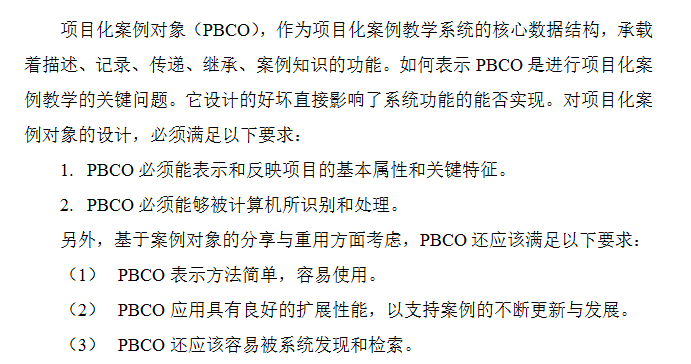 项目化案例对象（PBCO），作为项目化案例教学系统的核心数据结构，承载
着描述、记录、传递、继承、案例知识的功能。如何表示 PBCO 是进行项目化案
例教学的关键问题。它设计的好坏直接影响了系统功能的能否实现。对项目化案
例对象的设计，必须满足以下要求：
1. PBCO 必须能表示和反映项目的基本属性和关键特征。
2. PBCO 必须能够被计算机所识别和处理。
另外，基于案例对象的分享与重用方面考虑，PBCO 还应该满足以下要求：
（1） PBCO 表示方法简单，容易使用。
（2） PBCO 应用具有良好的扩展性能，以支持案例的不断更新与发展。
（3） PBCO 还应该容易被系统发现和检索。